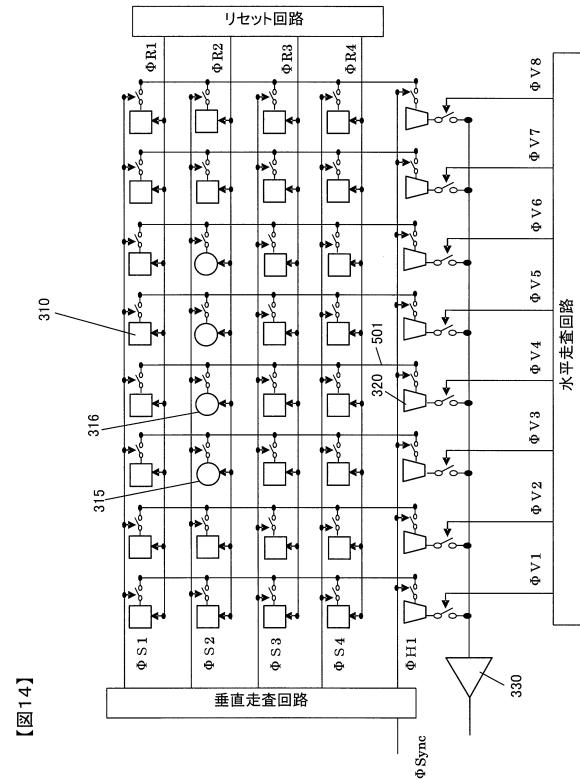 【図14】
リセット回路
ΦR1
ΦR2
ΦR3
ΦR4
310
316
315
501
320
ΦS1
ΦS2
ΦS3
ΦS4
ΦH1
垂直走査回路
ΦSync
330
ΦV1
ΦV2
ΦV3
ΦV4
ΦV5
ΦV6
ΦV7
ΦV8
水平走査回路